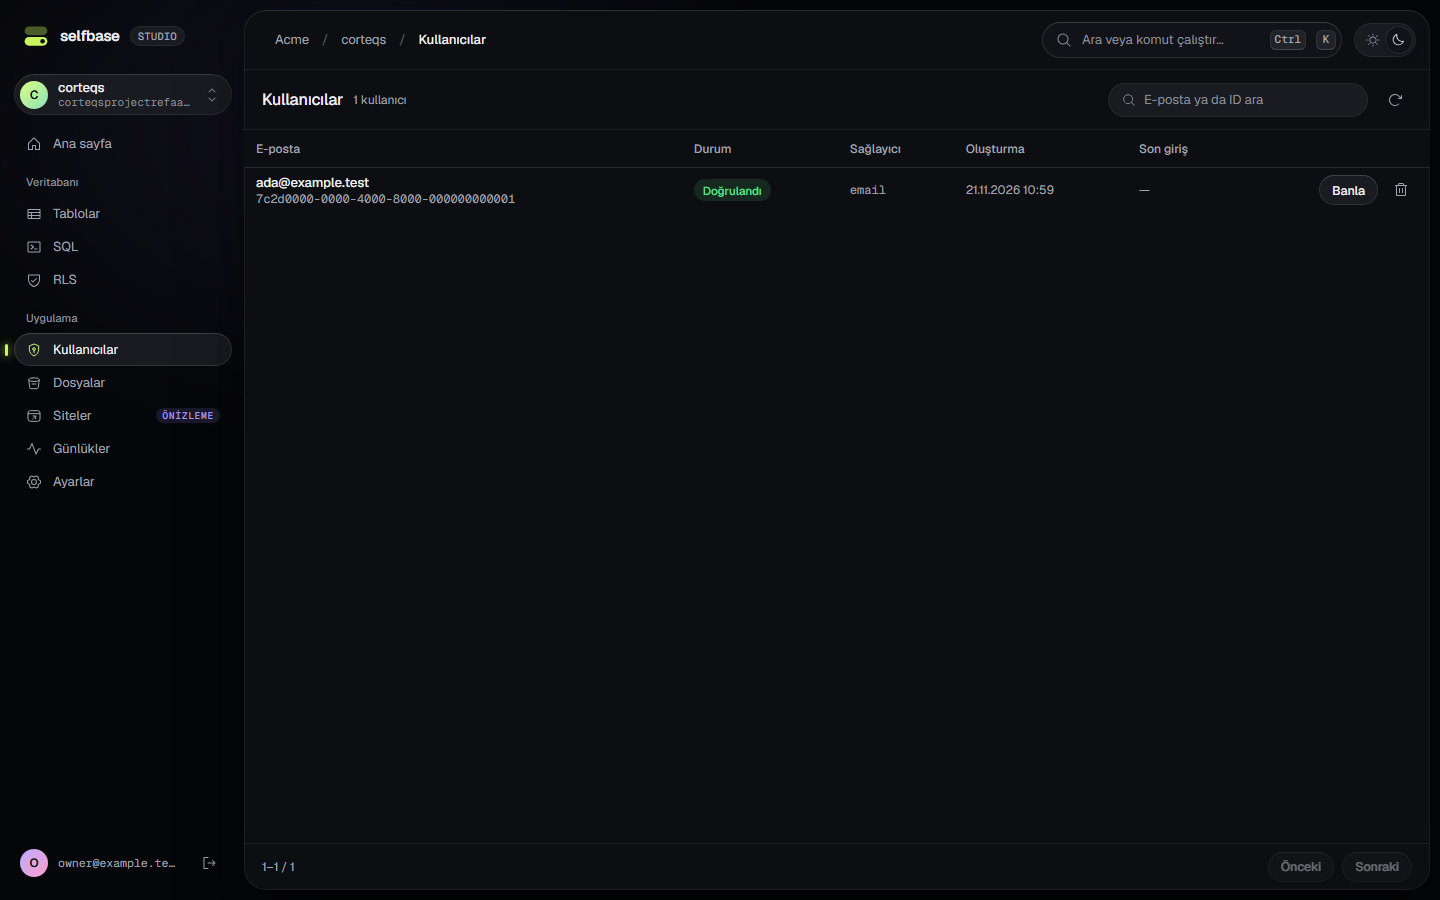 selfbase STUDIO
corteqs
corteqsprojectrefaa…
Ana sayfa
Veritabanı
Tablolar
SQL
RLS
Uygulama
Kullanıcılar
Dosyalar
Siteler ÖNİZLEME
Günlükler
Ayarlar
owner@example.te…
Acme / corteqs / Kullanıcılar
Ara veya komut çalıştır… Ctrl K
Kullanıcılar 1 kullanıcı
E-posta ya da ID ara
E-posta Durum Sağlayıcı Oluşturma Son giriş
ada@example.test
7c2d0000-0000-4000-8000-000000000001
Doğrulandı email 21.11.2026 10:59 — Banla
1–1 / 1
Önceki Sonraki
C
O